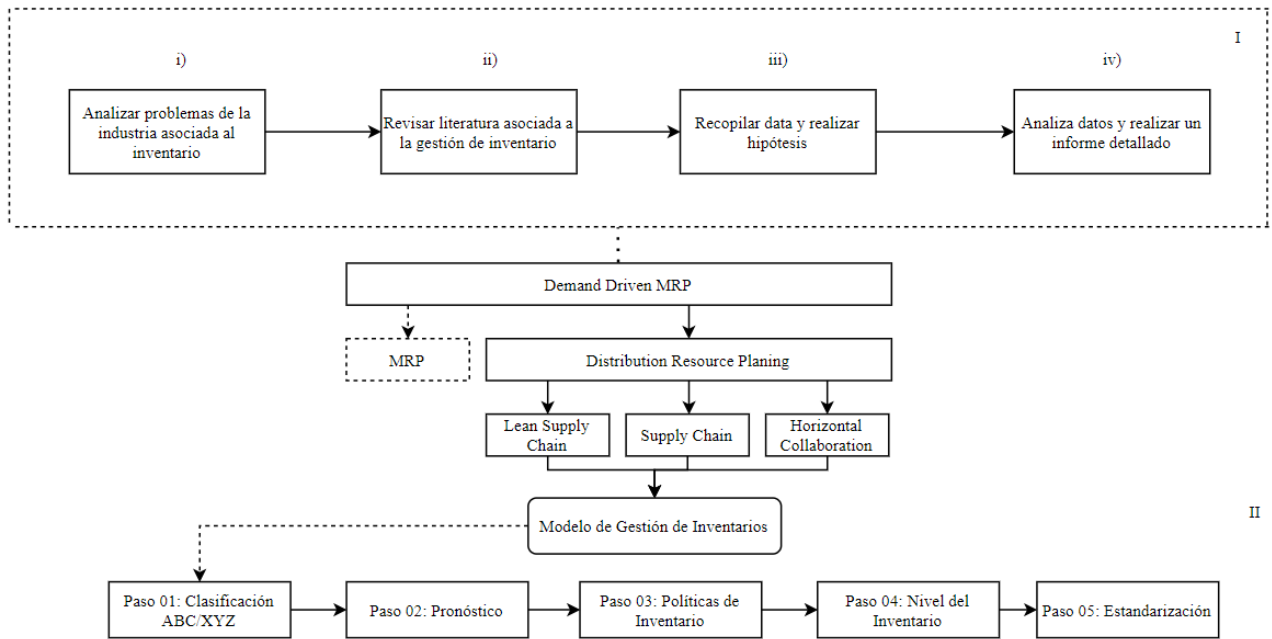 I
i)
ii)
iii)
iv)
Analizar problemas de la
industria asociada al
inventario
Revisar literatura asociada a
la gestión de inventario
Recopilar data y realizar
hipótesis
Analiza datos y realizar un
informe detallado
Demand Driven MRP
MRP
Distribution Resource Planing
Lean Supply
Chain
Supply Chain
Horizontal
Collaboration
Modelo de Gestión de Inventarios
II
Paso 01: Clasificación
ABC/XYZ
Paso 02: Pronóstico
Paso 03: Políticas de
Inventario
Paso 04: Nivel del
Inventario
Paso 05: Estandarización